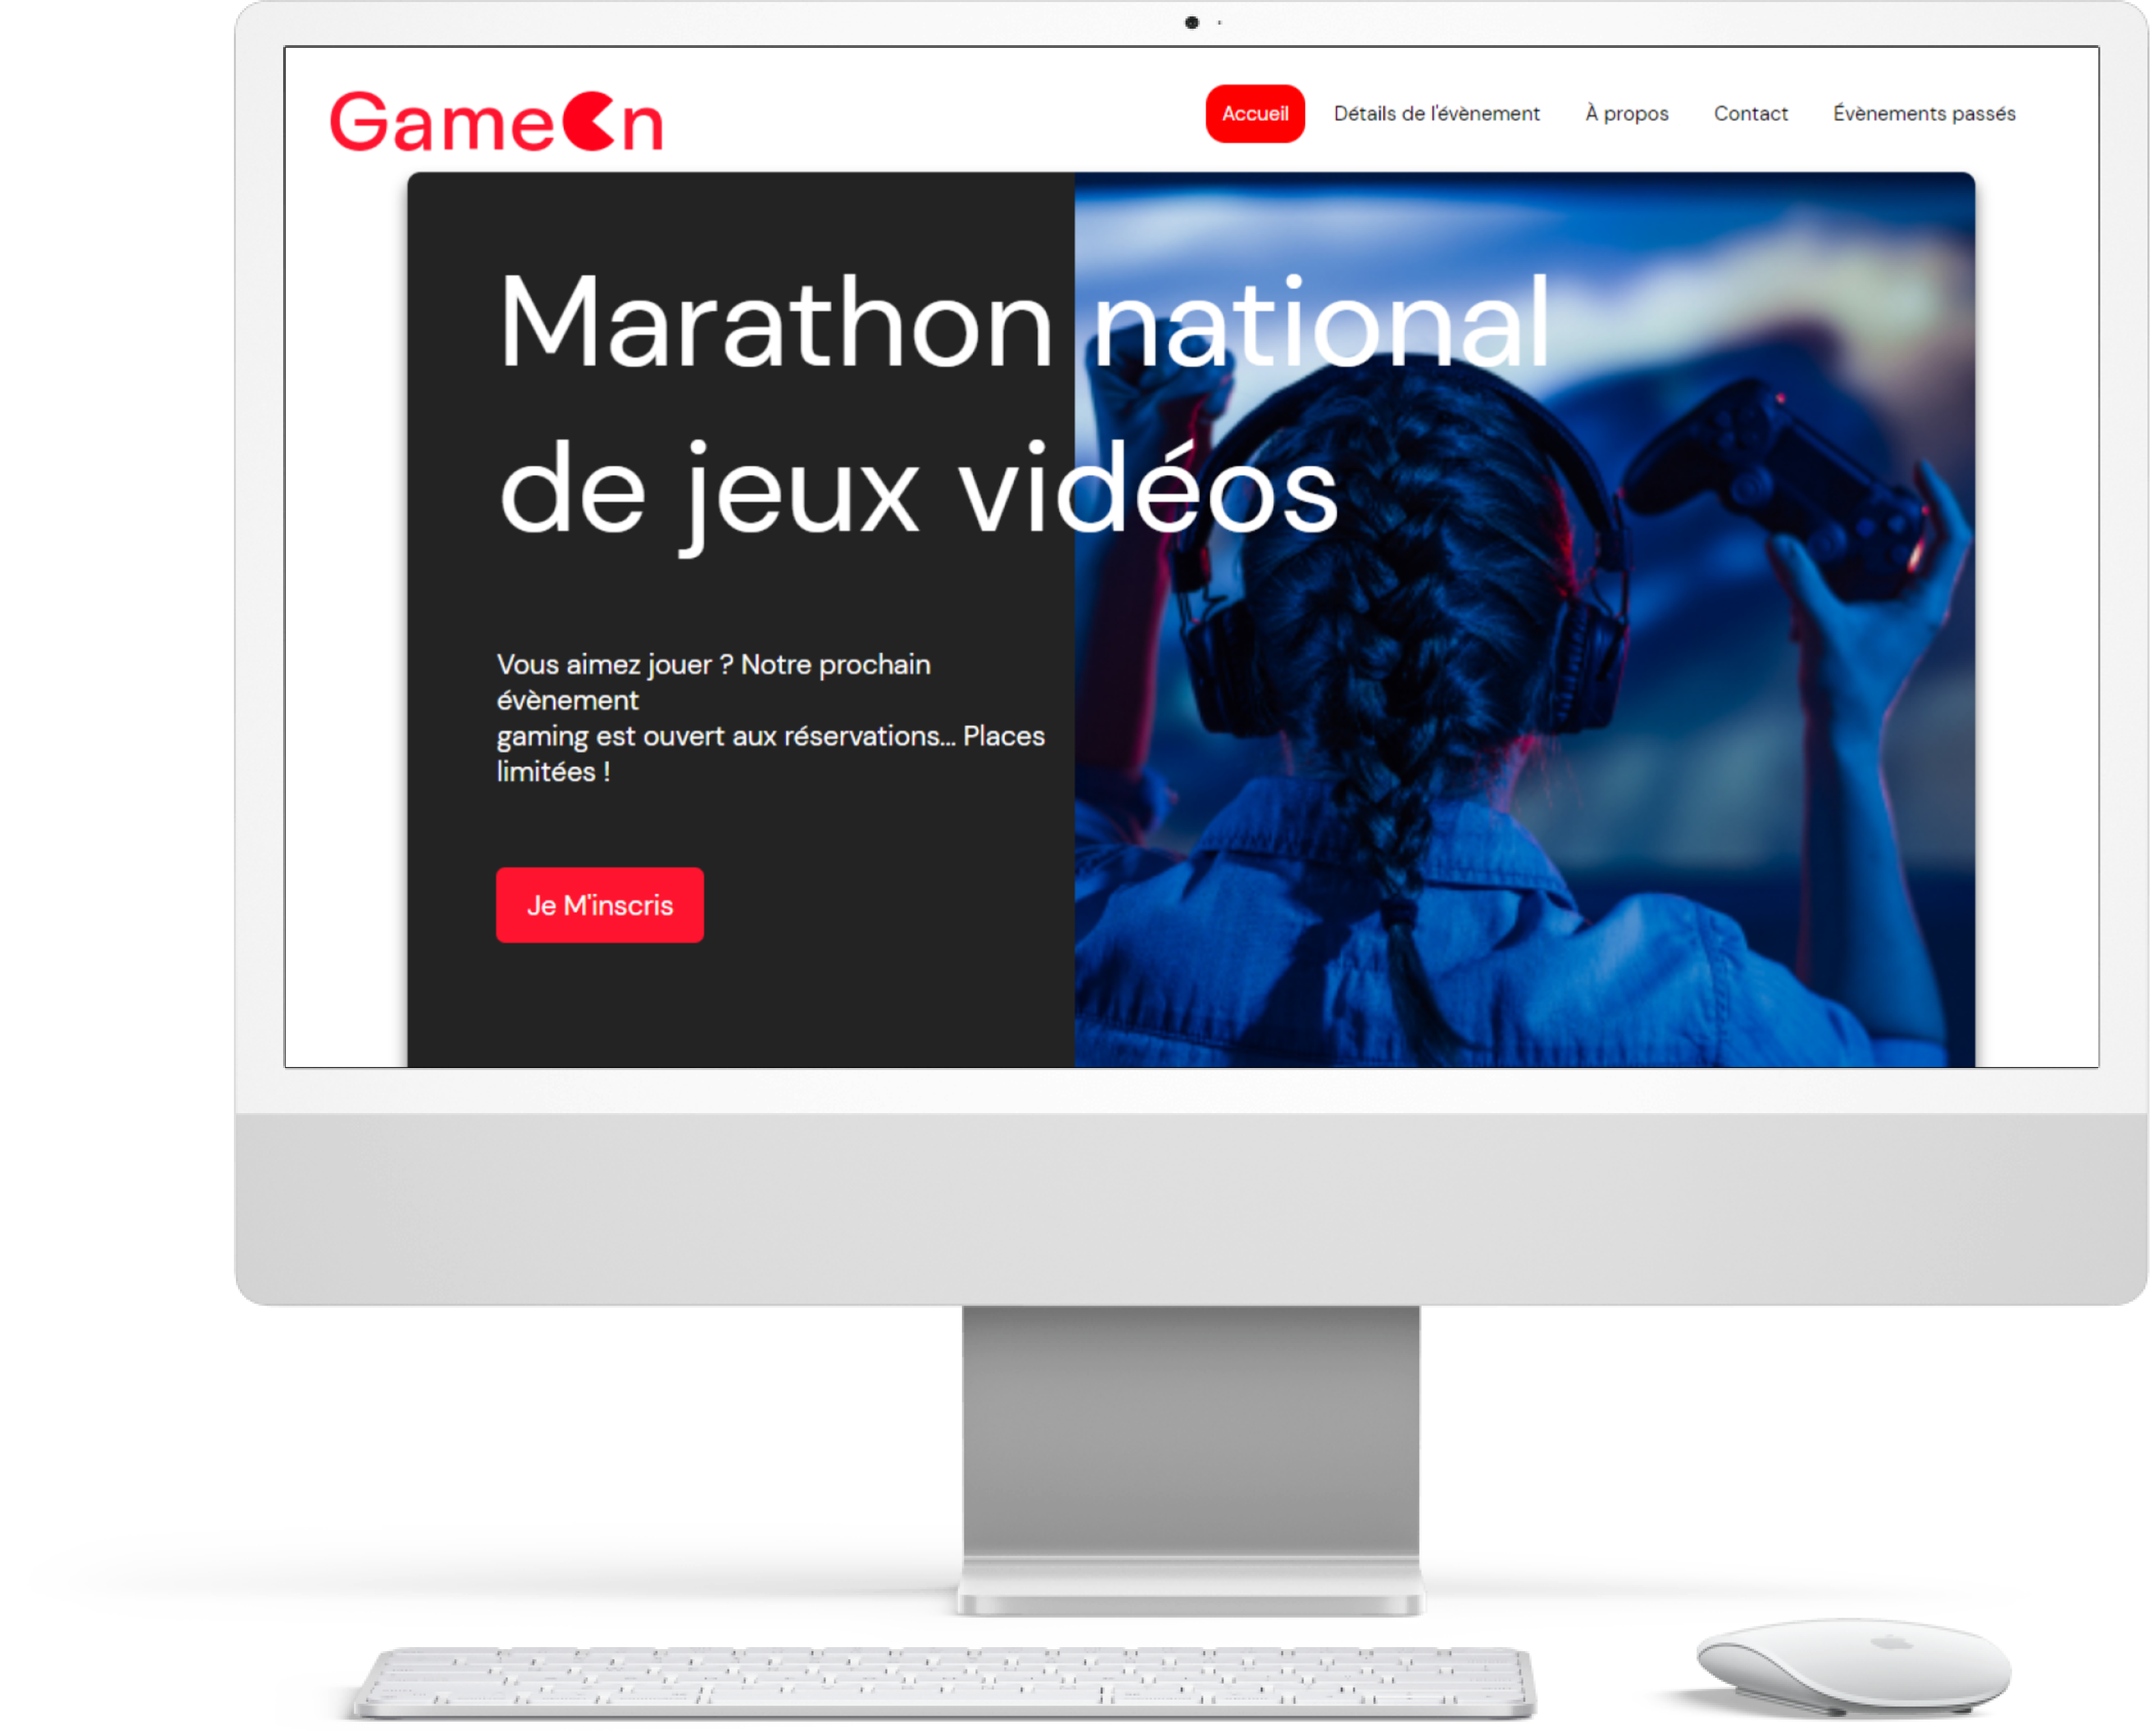 GameOn
Accueil Détails de l'évènement À propos Contact Évènements passés
Marathon national
de jeux vidéos
Vous aimez jouer ? Notre prochain
évènement
gaming est ouvert aux réservations... Places
limitées !
Je M'inscris